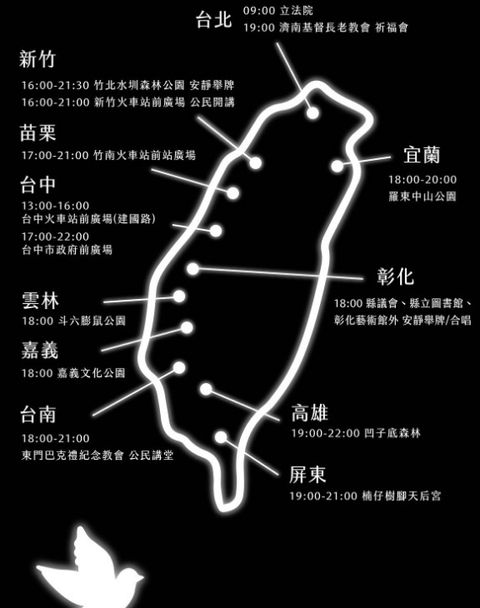 台北
09:00 立法院
19:00 濟南基督長老教會 祈福會
新竹
16:00-21:30 竹北水圳森林公園 安靜舉牌
16:00-21:00 新竹火車站前廣場 公民開講
苗栗
17:00-21:00 竹南火車站前站廣場
台中
13:00-16:00
台中火車站前廣場(建國路)
17:00-22:00
台中市政府前廣場
宜蘭
18:00-20:00
羅東中山公園
彰化
18:00 縣議會、縣立圖書館、
彰化藝術館外 安靜舉牌/合唱
雲林
18:00 斗六膨鼠公園
嘉義
18:00 嘉義文化公園
台南
18:00-21:00
東門巴克禮紀念教會 公民講堂
高雄
19:00-22:00 凹子底森林
屏東
19:00-21:00 楠仔樹腳天后宮